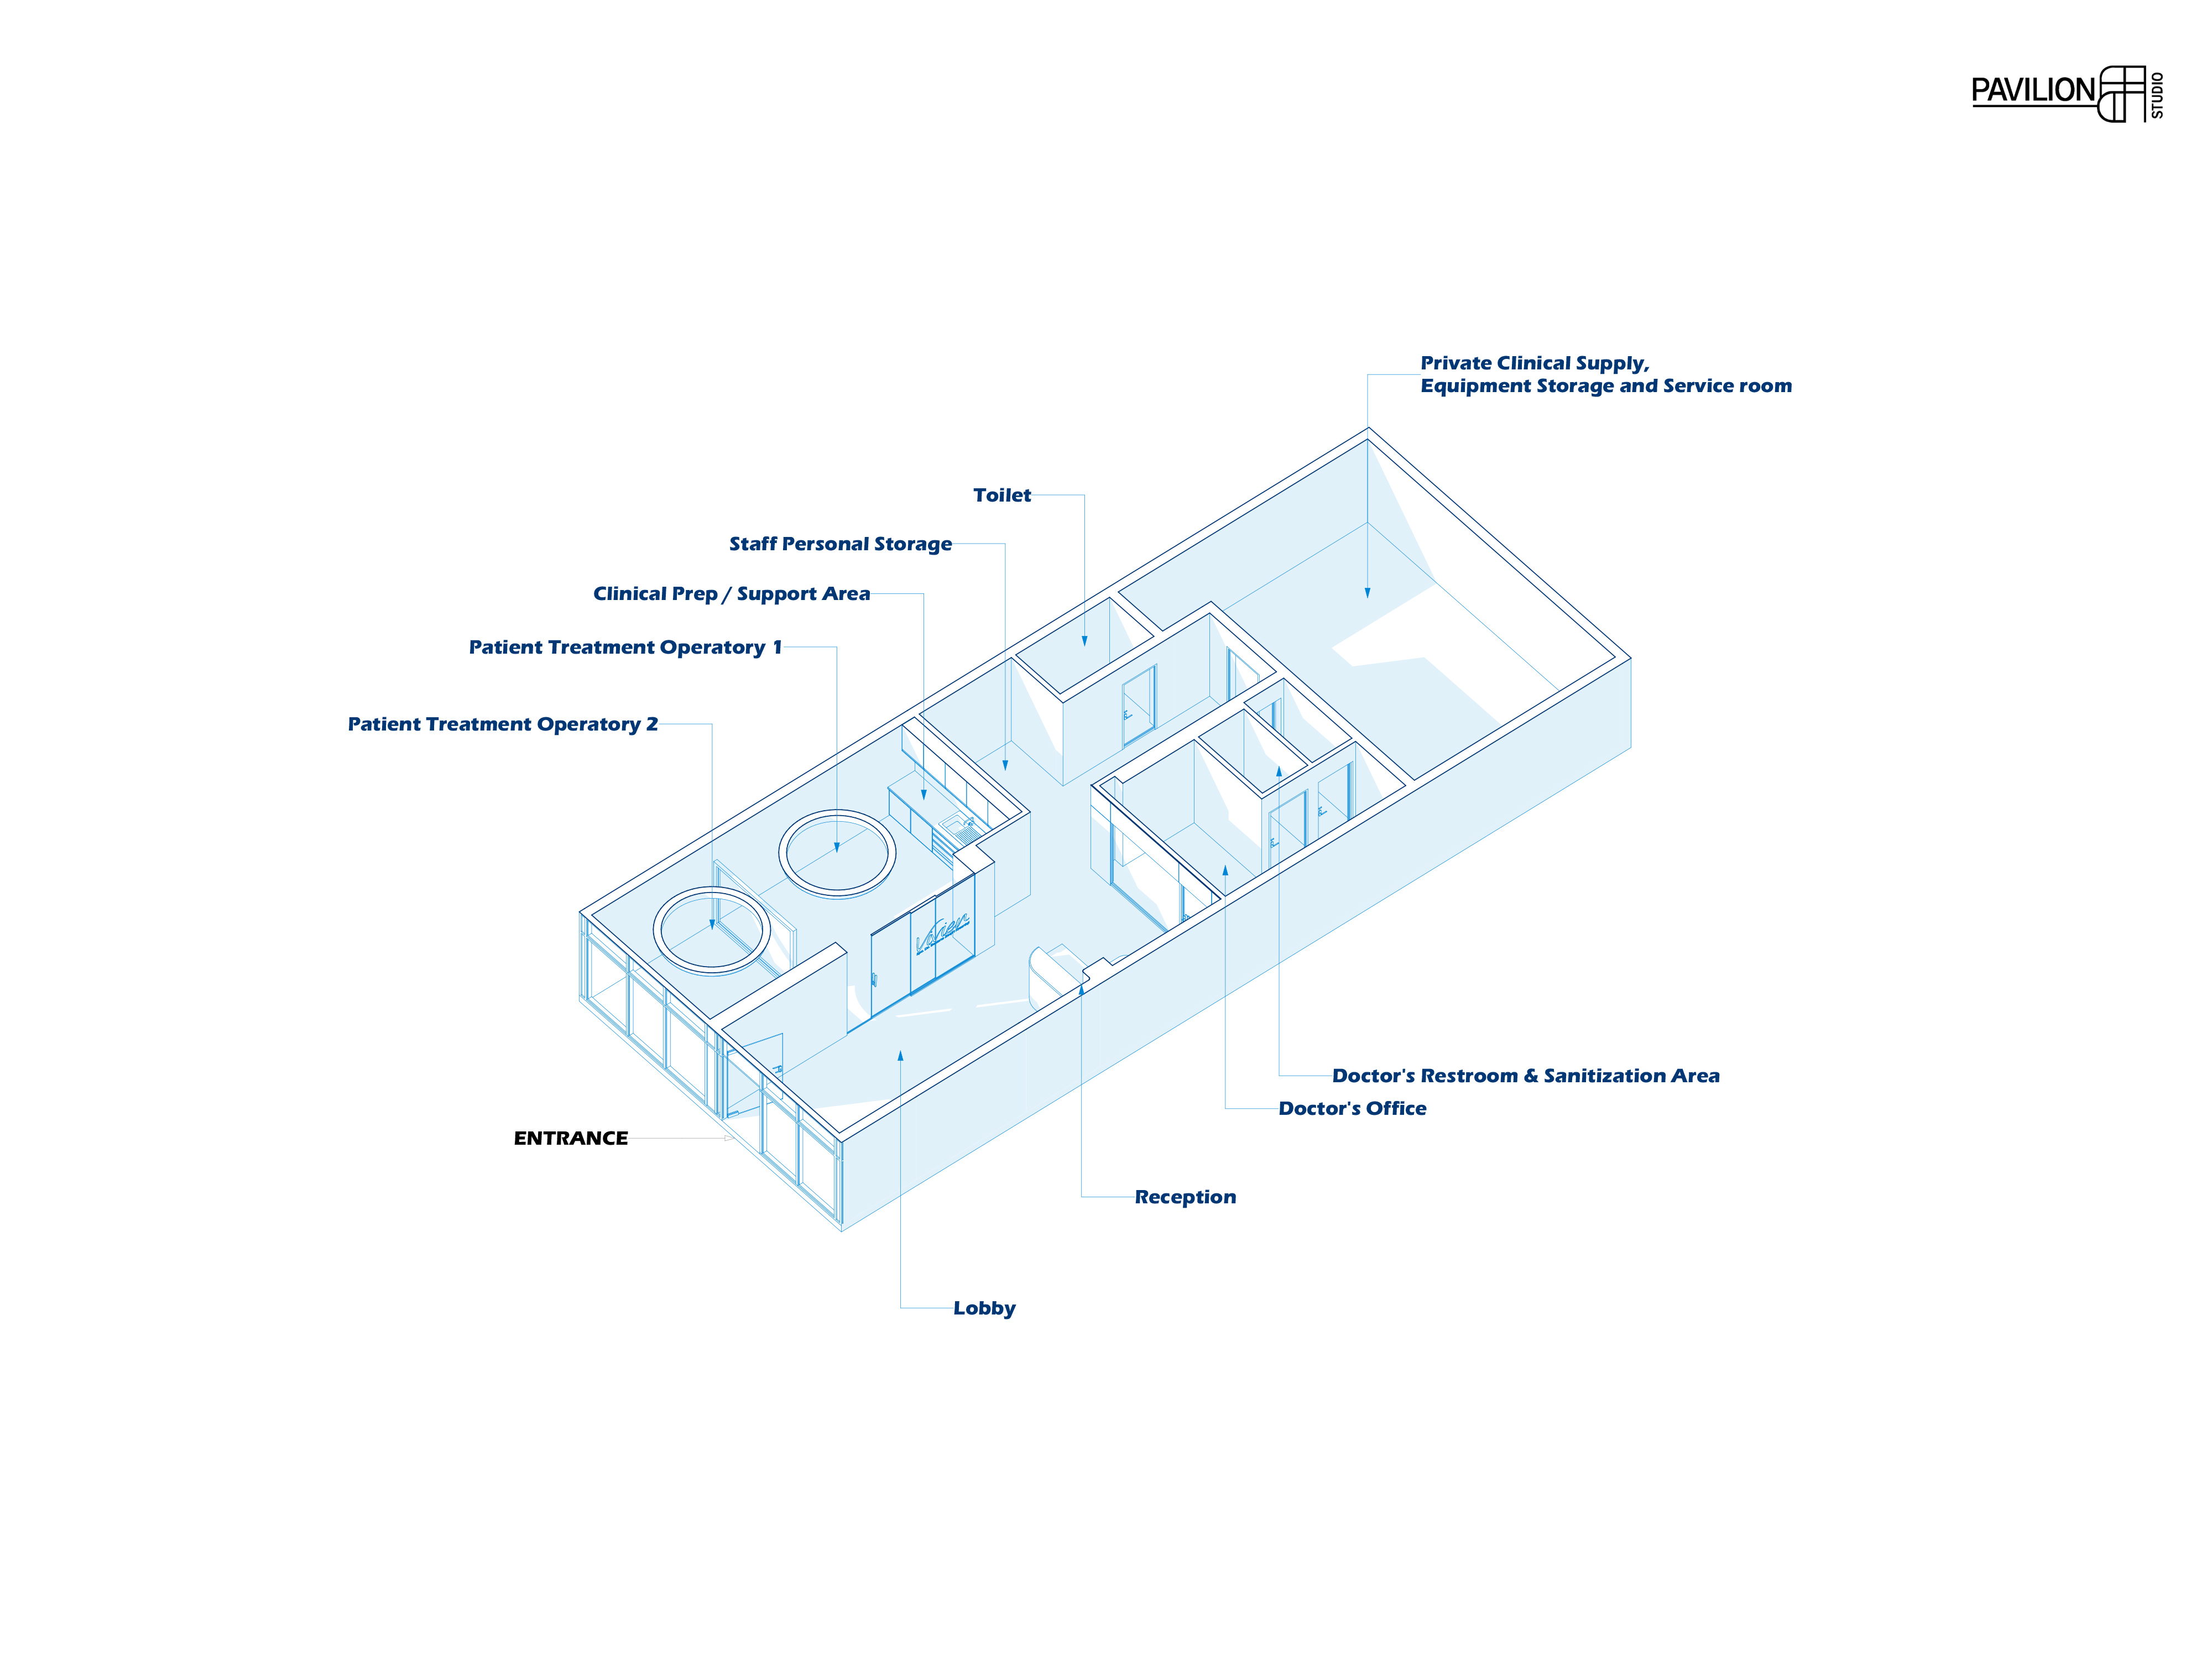 PAVILION
STUDIO
Private Clinical Supply,
Equipment Storage and Service room
Toilet
Staff Personal Storage
Clinical Prep / Support Area
Patient Treatment Operatory 1
Patient Treatment Operatory 2
Doctor's Restroom & Sanitization Area
Doctor's Office
ENTRANCE
Reception
Lobby